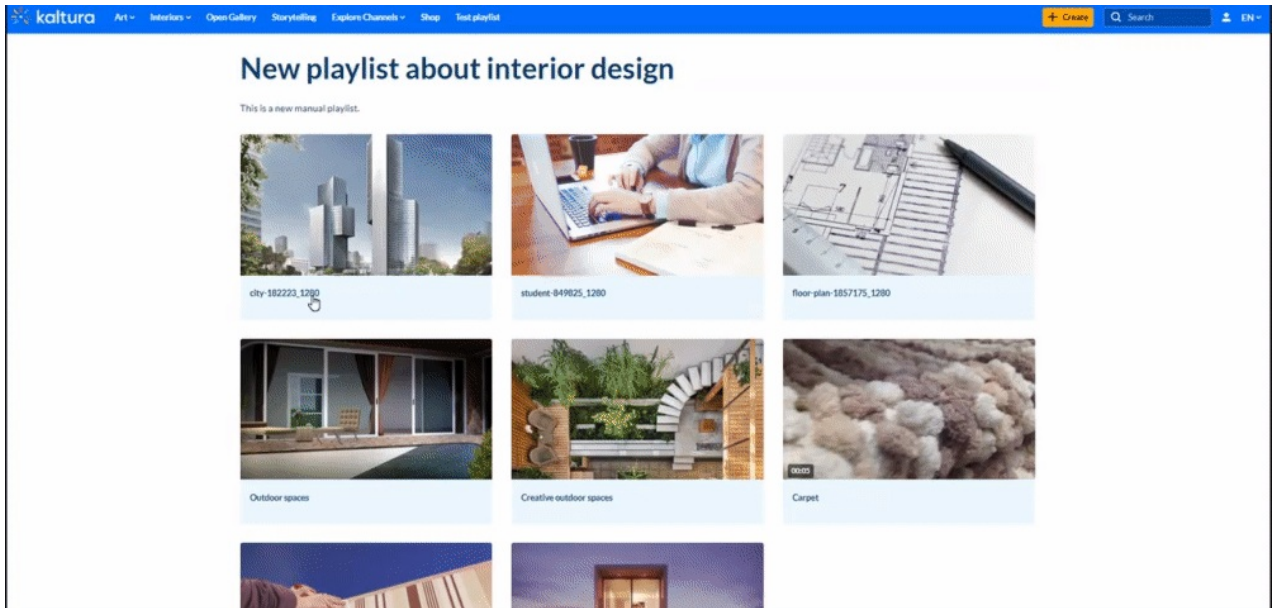 kaltura Art Interiors Open Gallery Storytelling Explore Channels Shop Test playlist + Create Search EN
New playlist about interior design
This is a new manual playlist.
city-182223_1280 student-849825_1280 floor-plan-1857175_1280
00:05
Outdoor spaces Creative outdoor spaces Carpet